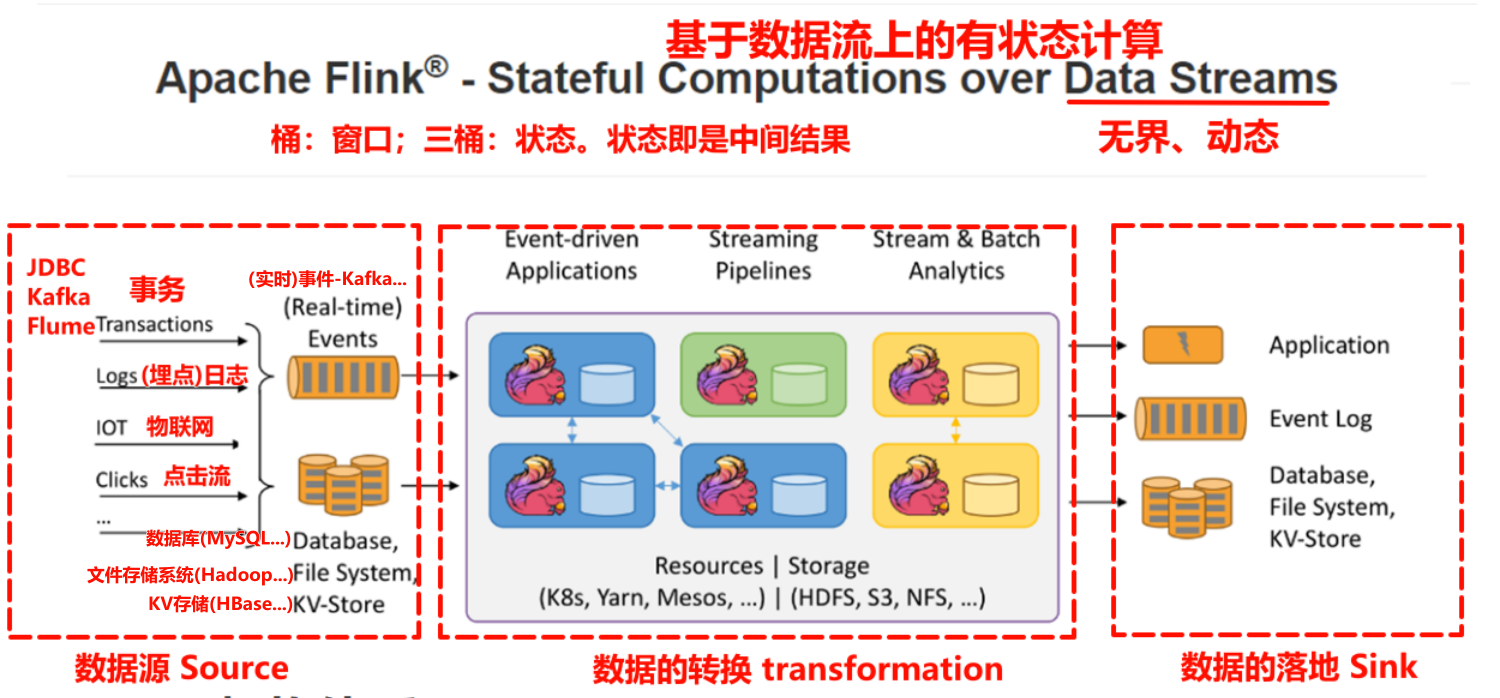 基于数据流上的有状态计算
Apache Flink® - Stateful Computations over Data Streams
桶：窗口；三桶：状态。状态即是中间结果
无界、动态
JDBC
Kafka
Flume
事务
Transactions
Logs (埋点)日志
IOT 物联网
Clicks 点击流
...
(实时)事件-Kafka...
(Real-time)
Events
数据库(MySQL...)Database,
文件存储系统(Hadoop...)File System,
KV存储(HBase...)KV-Store
数据源 Source
Event-driven
Applications
Streaming
Pipelines
Stream & Batch
Analytics
Resources | Storage
(K8s, Yarn, Mesos, ...) | (HDFS, S3, NFS, ...)
数据的转换 transformation
Application
Event Log
Database,
File System,
KV-Store
数据的落地 Sink